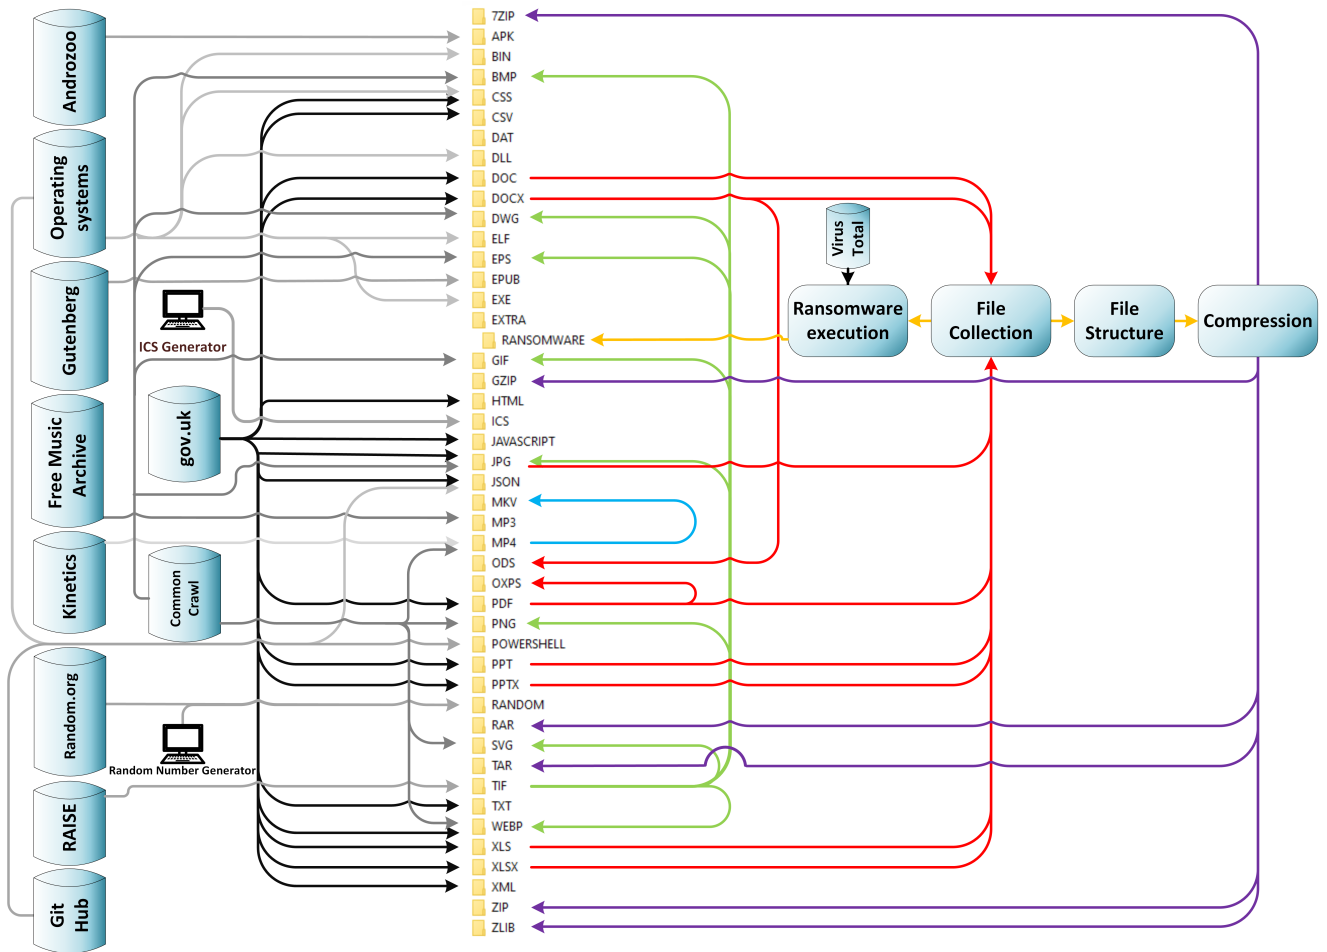 Androzoo
Operating
systems
Gutenberg
Free Music
Archive
Kinetics
Random.org
RAISE
Git
Hub
ICS Generator
gov.uk
Common
Crawl
Random Number Generator
7ZIP
APK
BIN
BMP
CSS
CSV
DAT
DLL
DOC
DOCX
DWG
ELF
EPS
EPUB
EXE
EXTRA
RANSOMWARE
GIF
GZIP
HTML
ICS
JAVASCRIPT
JPG
JSON
MKV
MP3
MP4
ODS
OXPS
PDF
PNG
POWERSHELL
PPT
PPTX
RANDOM
RAR
SVG
TAR
TIF
TXT
WEBP
XLS
XLSX
XML
ZIP
ZLIB
Virus
Total
Ransomware
execution
File
Collection
File
Structure
Compression